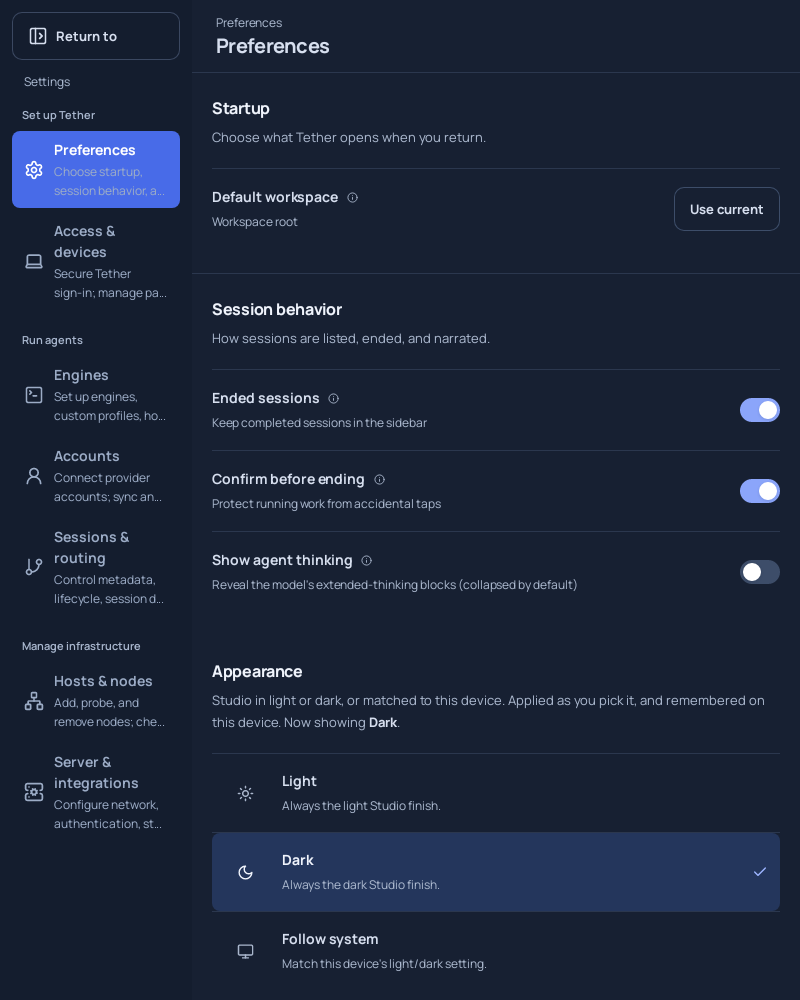 Return to
Settings
Set up Tether
Preferences
Choose startup,
session behavior, a...
Access &
devices
Secure Tether
sign-in; manage pa...
Run agents
Engines
Set up engines,
custom profiles, ho...
Accounts
Connect provider
accounts; sync an...
Sessions &
routing
Control metadata,
lifecycle, session d...
Manage infrastructure
Hosts & nodes
Add, probe, and
remove nodes; che...
Server &
integrations
Configure network,
authentication, st...
Preferences
Preferences
Startup
Choose what Tether opens when you return.
Default workspace
Workspace root
Use current
Session behavior
How sessions are listed, ended, and narrated.
Ended sessions
Keep completed sessions in the sidebar
Confirm before ending
Protect running work from accidental taps
Show agent thinking
Reveal the model's extended-thinking blocks (collapsed by default)
Appearance
Studio in light or dark, or matched to this device. Applied as you pick it, and remembered on
this device. Now showing Dark.
Light
Always the light Studio finish.
Dark
Always the dark Studio finish.
Follow system
Match this device's light/dark setting.